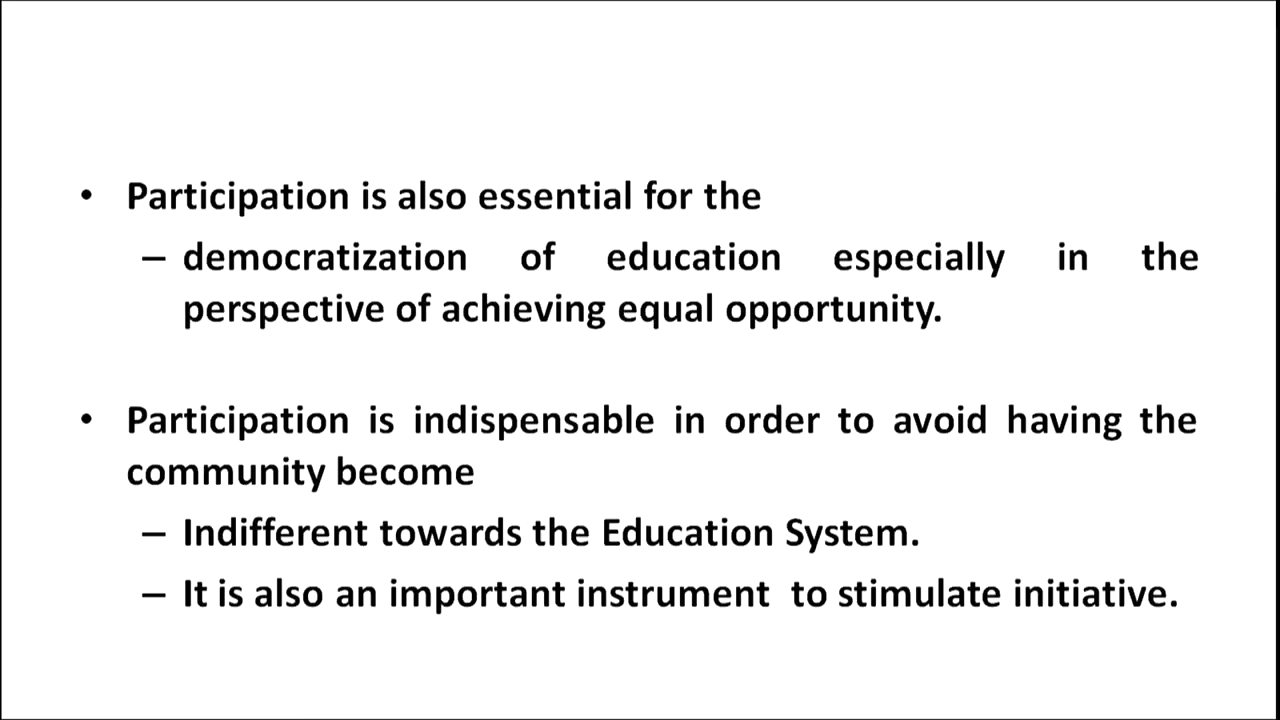 • Participation is also essential for the
– democratization of education especially in the
perspective of achieving equal opportunity.
• Participation is indispensable in order to avoid having the
community become
– Indifferent towards the Education System.
– It is also an important instrument  to stimulate initiative.